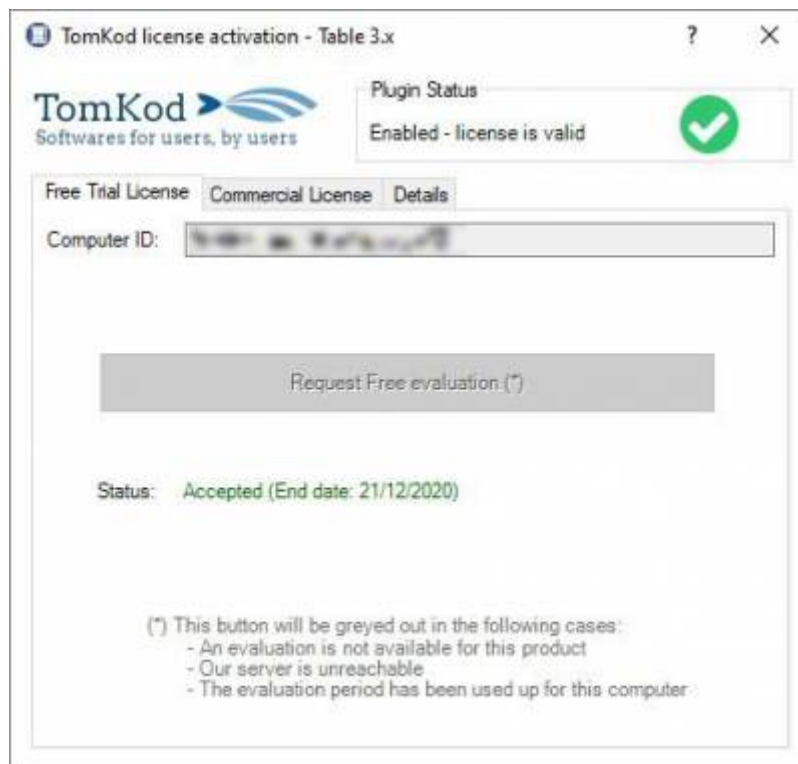 TomKod license activation - Table 3.x
?
TomKod
Softwares for users, by users
Plugin Status
Enabled - license is valid
Free Trial License
Commercial License
Details
Computer ID:
Request Free evaluation (*)
Status: Accepted (End date: 21/12/2020)
(*) This button will be greyed out in the following cases:
- An evaluation is not available for this product
- Our server is unreachable
- The evaluation period has been used up for this computer